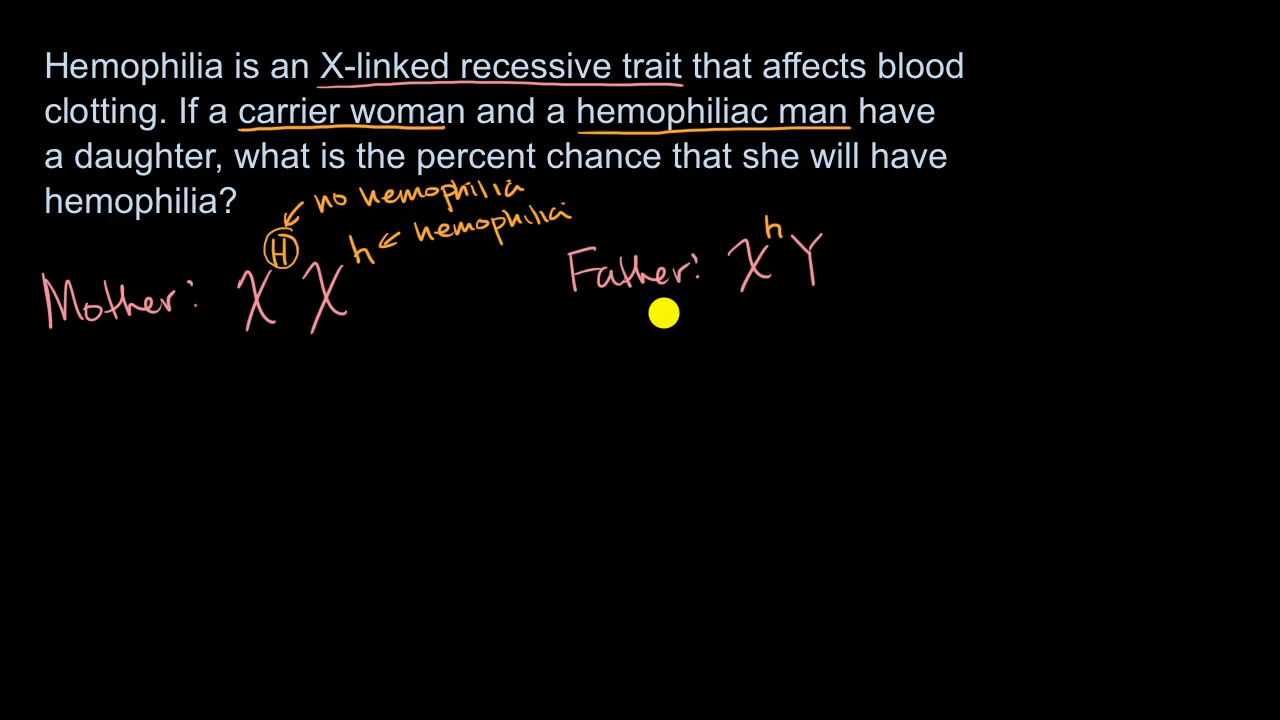 Hemophilia is an X-linked recessive trait that affects blood
clotting. If a carrier woman and a hemophiliac man have
a daughter, what is the percent chance that she will have
hemophilia?
no hemophilia
hemophilia
Mother: X^H X^h
Father: X^h Y